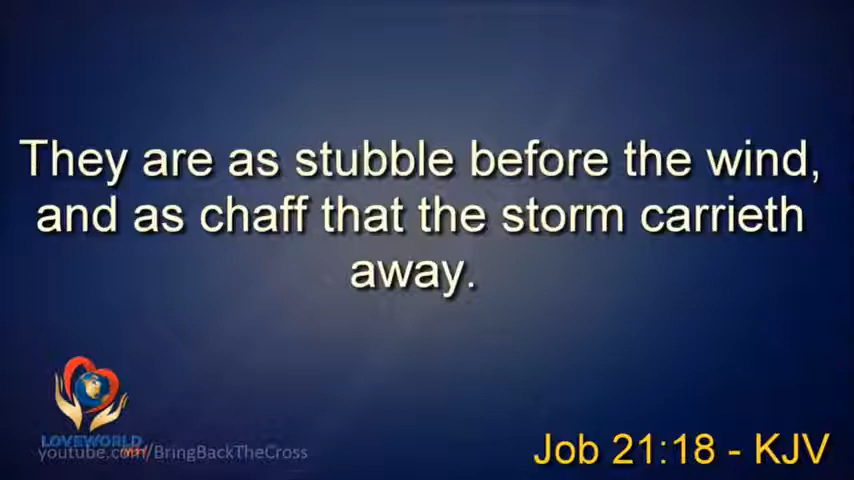 They are as stubble before the wind,
and as chaff that the storm carrieth
away.
LOVEWORLD
youtube.com/BringBackTheCross
Job 21:18 - KJV